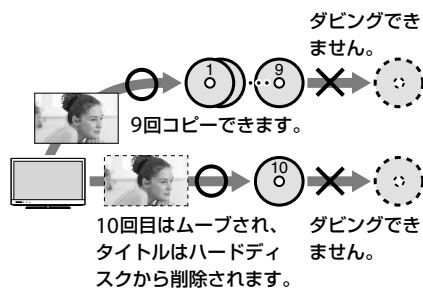 ダビングでき
ません。
1
9
9回コピーできます。
10
10回目はムーブされ、
タイトルはハードディ
スクから削除されます。
ダビングでき
ません。